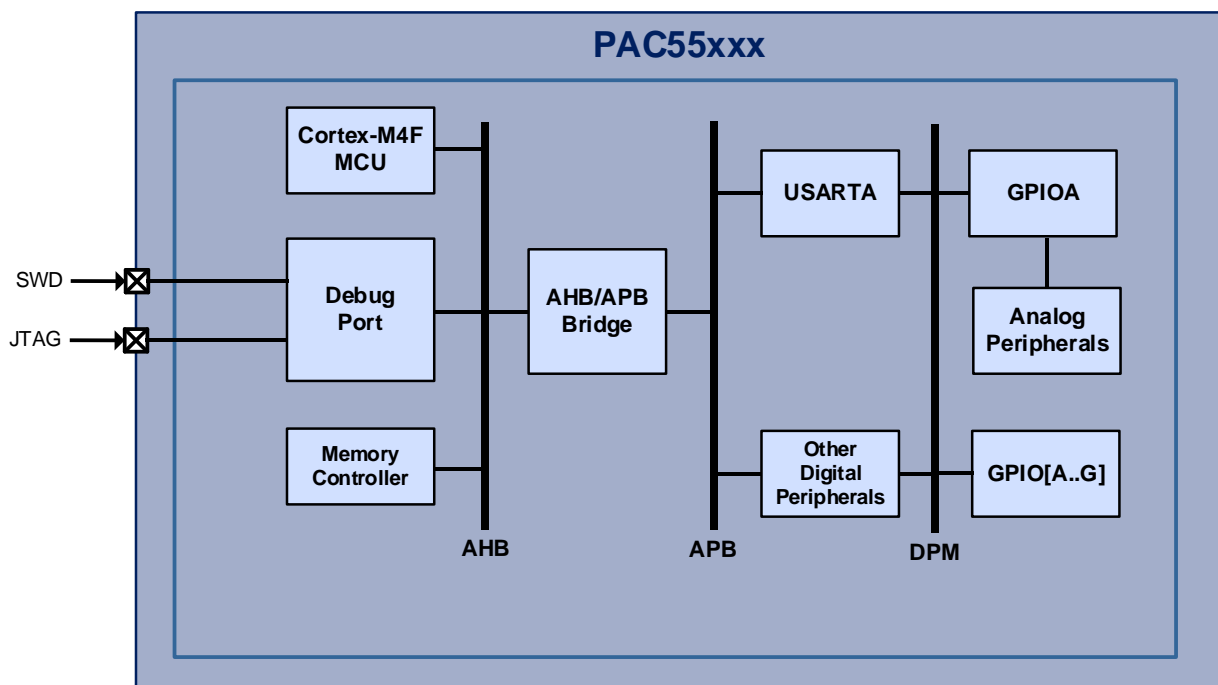 PAC55xxx
Cortex-M4F
MCU
SWD
JTAG
Debug
Port
Memory
Controller
AHB
AHB/APB
Bridge
APB
USARTA
Other
Digital
Peripherals
DPM
GPIOA
Analog
Peripherals
GPIO[A..G]